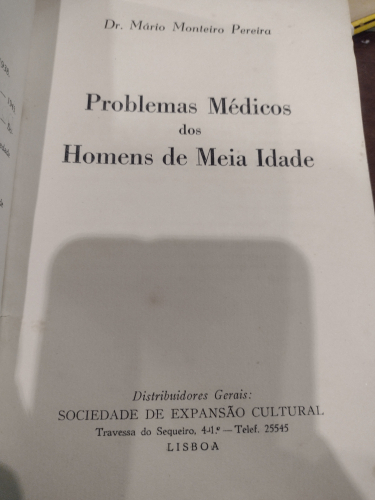 Dr. Mário Monteiro Pereira
Problemas Médicos
dos
Homens de Meia Idade
Distribuidores Gerais:
SOCIEDADE DE EXPANSÃO CULTURAL
Travessa do Sequeiro, 4-1.º — Telef. 25545
LISBOA